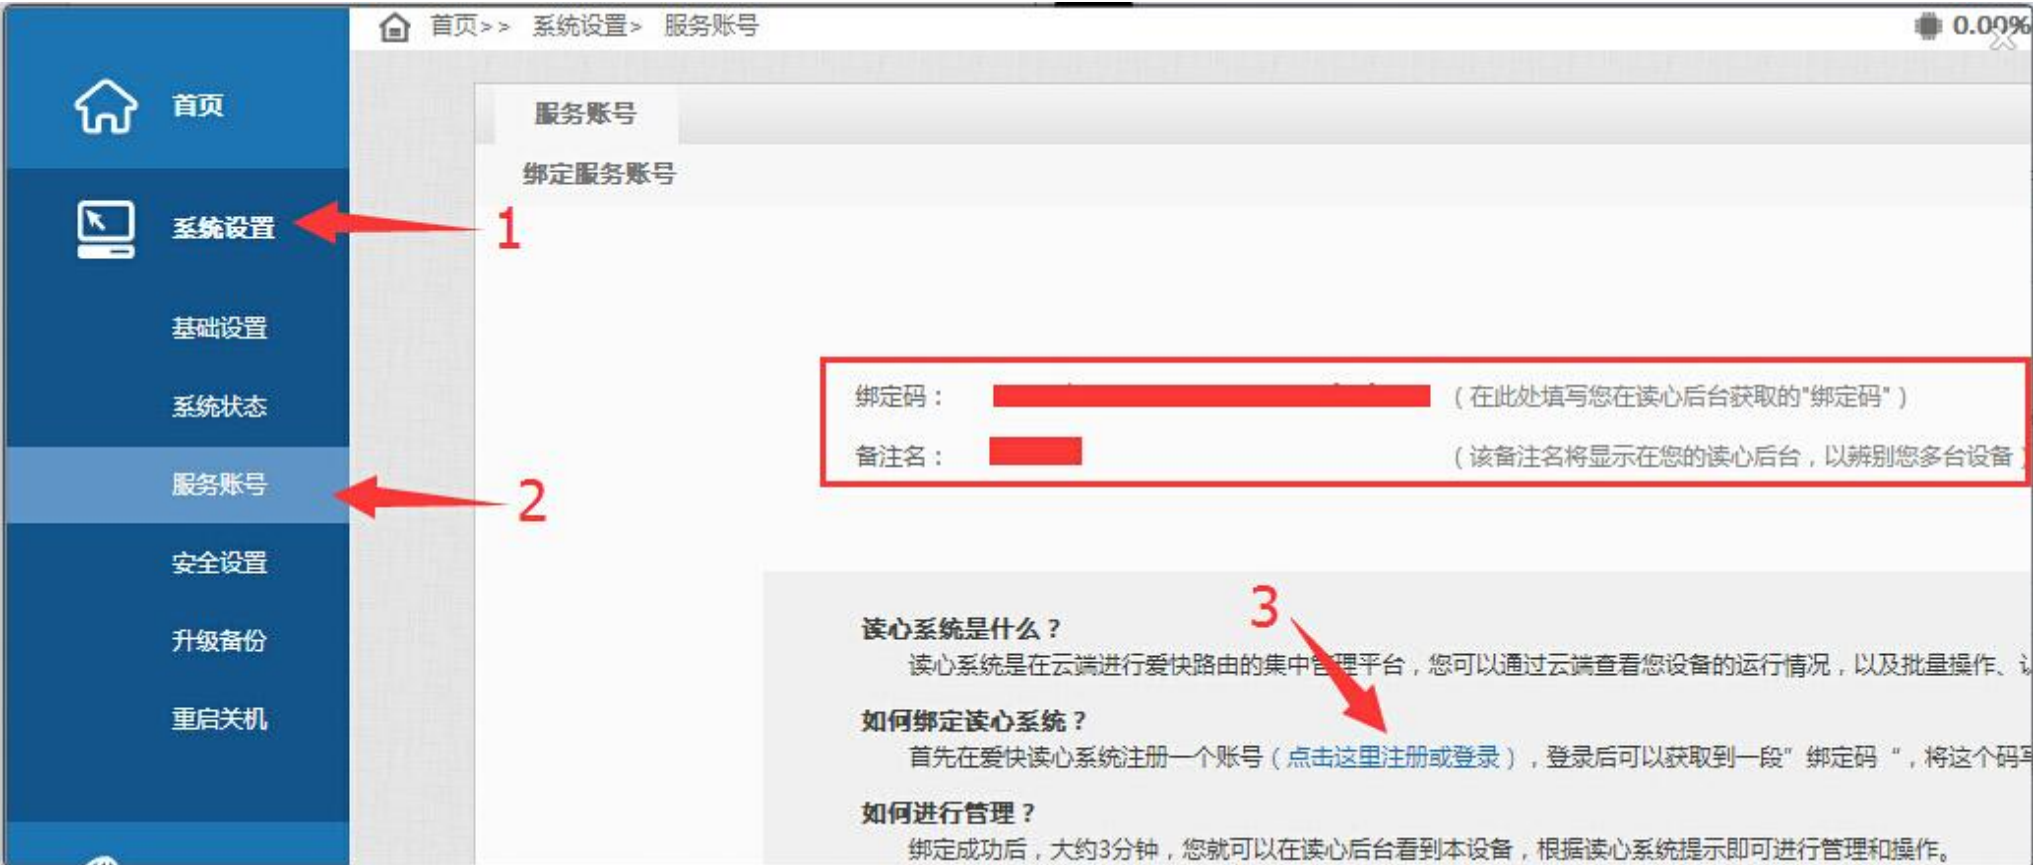 首页>> 系统设置> 服务账号
0.00%
首页
服务账号
绑定服务账号
系统设置
1
基础设置
绑定码： （在此处填写您在读心后台获取的"绑定码"）
系统状态
备注名： （该备注名将显示在您的读心后台，以辨别您多台设备）
服务账号
2
安全设置
3
读心系统是什么？
升级备份
读心系统是在云端进行爱快路由的集中管理平台，您可以通过云端查看您设备的运行情况，以及批量操作、
如何绑定读心系统？
重启关机
首先在爱快读心系统注册一个账号（点击这里注册或登录），登录后可以获取到一段” 绑定码 “，将这个码写
如何进行管理？
绑定成功后，大约3分钟，您就可以在读心后台看到本设备，根据读心系统提示即可进行管理和操作。